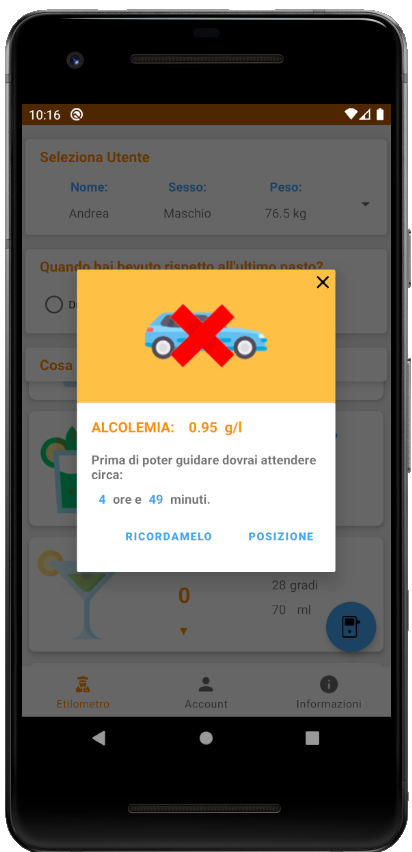 10:16
Seleziona Utente
Nome: Sesso: Peso:
Andrea Maschio 76.5 kg
Quando hai bevuto rispetto all'ultimo pasto?
Cosa
ALCOLEMIA: 0.95 g/l
Prima di poter guidare dovrai attendere
circa:
4 ore e 49 minuti.
RICORDAMELO POSIZIONE
0
28 gradi
70 ml
Etilometro Account Informazioni